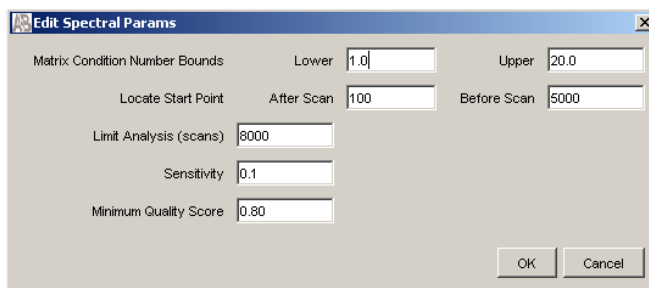 Edit Spectral Params
Matrix Condition Number Bounds Lower 1.0 Upper 20.0
Locate Start Point After Scan 100 Before Scan 5000
Limit Analysis (scans) 8000
Sensitivity 0.1
Minimum Quality Score 0.80
OK Cancel